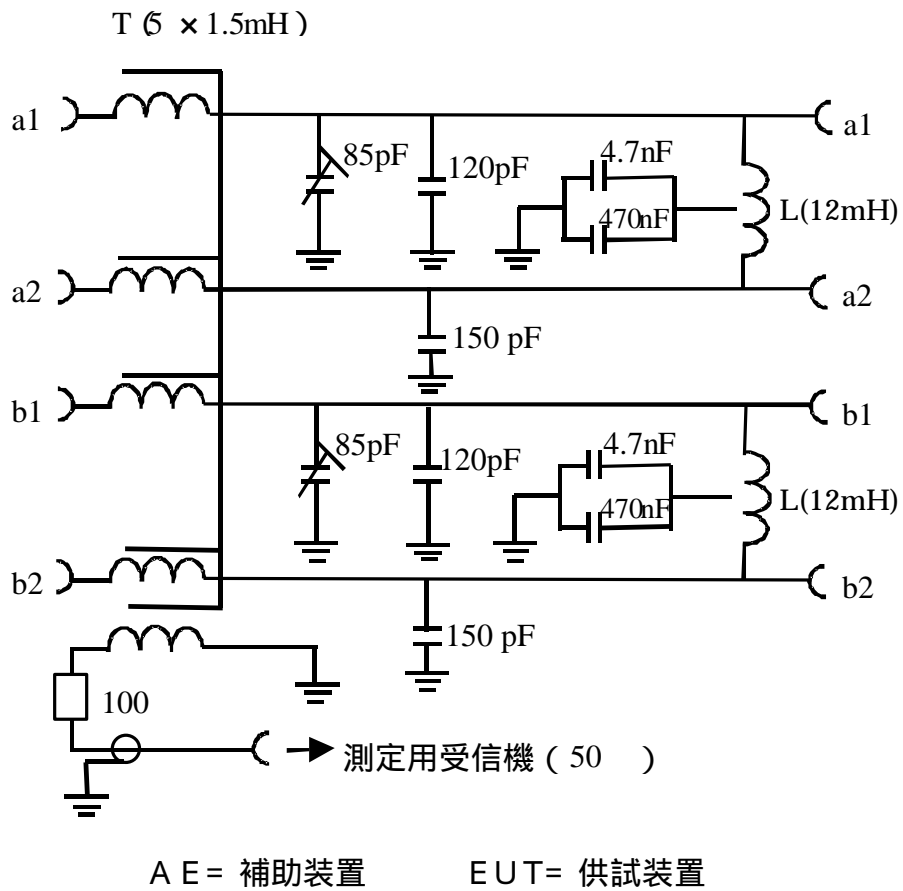 T (5 ×1.5mH)
a1
85pF
120pF
4.7nF
470nF
L(12mH)
a1
a2
150 pF
a2
b1
85pF
120pF
4.7nF
470nF
L(12mH)
b1
b2
150 pF
b2
100
測定用受信機(50 )
AE=補助装置 EUT=供試装置